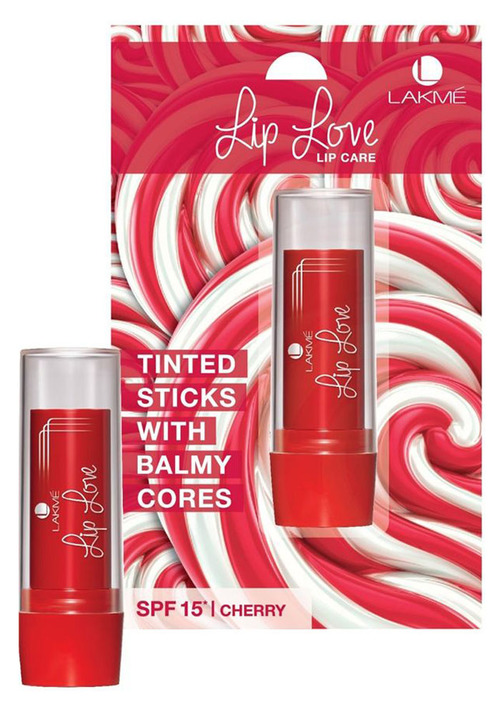 LAKMÉ
Lip Love
LIP CARE
LAKMÉ
Lip Love
TINTED
STICKS
WITH
BALMY
CORES
LAKMÉ
Lip Love
SPF 15* | CHERRY